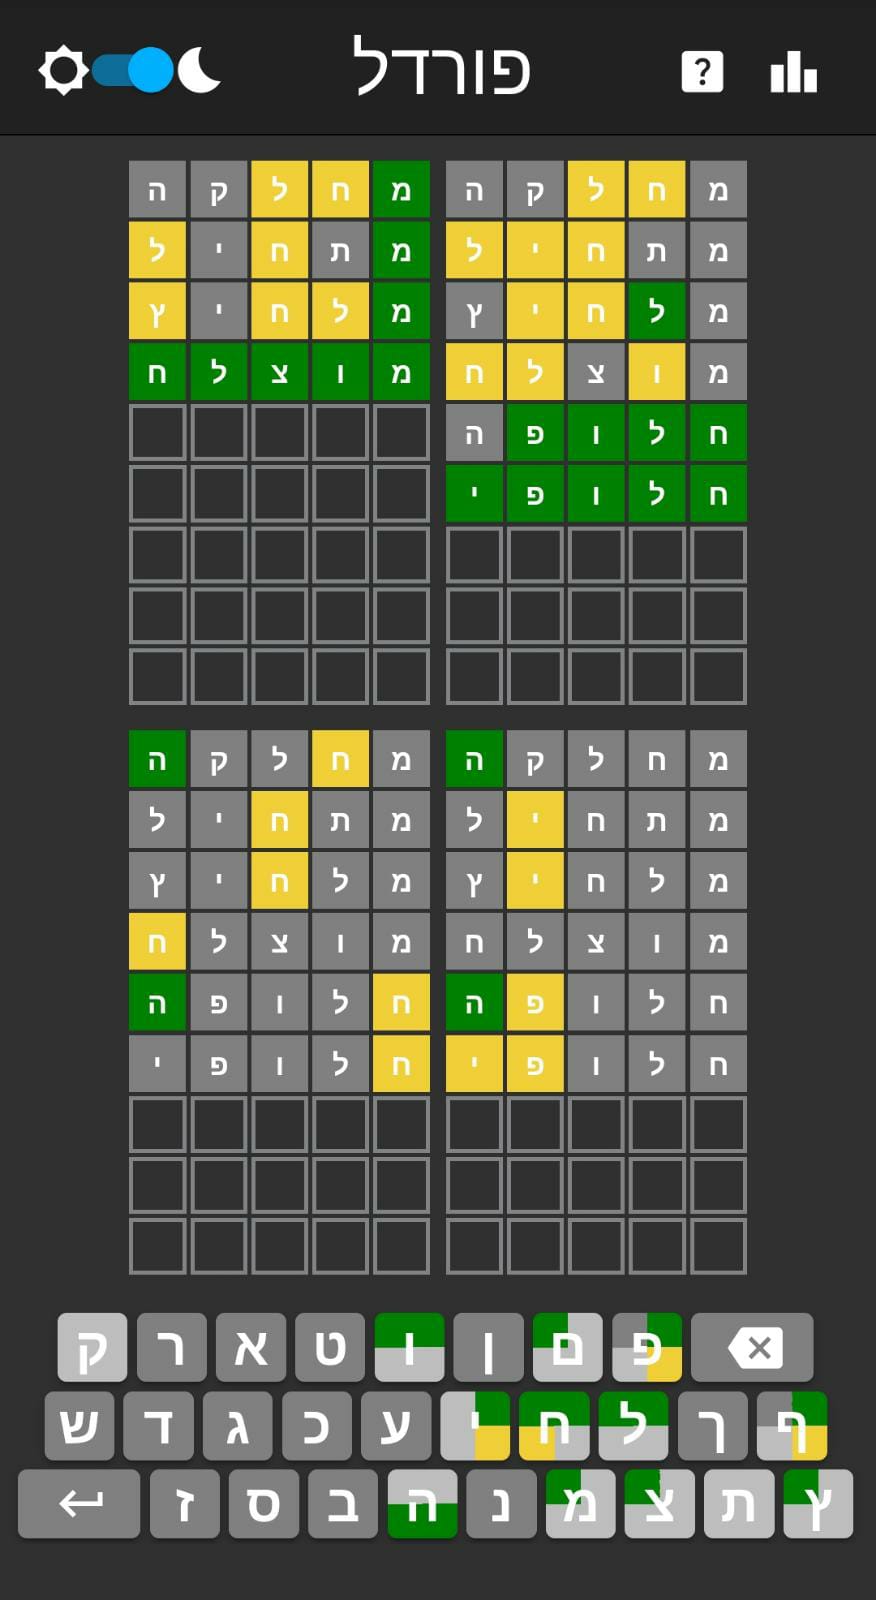 פורדל ?
מ ח ל ק ה
מ ת ח י ל
מ ל ח י ץ
מ ו צ ל ח
ח ל ו פ ה
ח ל ו פ י
מ ח ל ק ה
מ ת ח י ל
מ ל ח י ץ
מ ו צ ל ח
מ ח ל ק ה
מ ת ח י ל
מ ל ח י ץ
מ ו צ ל ח
ח ל ו פ ה
ח ל ו פ י
מ ח ל ק ה
מ ת ח י ל
מ ל ח י ץ
מ ו צ ל ח
ח ל ו פ ה
ח ל ו פ י
פ ם ן ו ט א ר ק
ף ך ל ח י ע כ ג ד ש
ץ ת צ מ נ ה ב ס ז